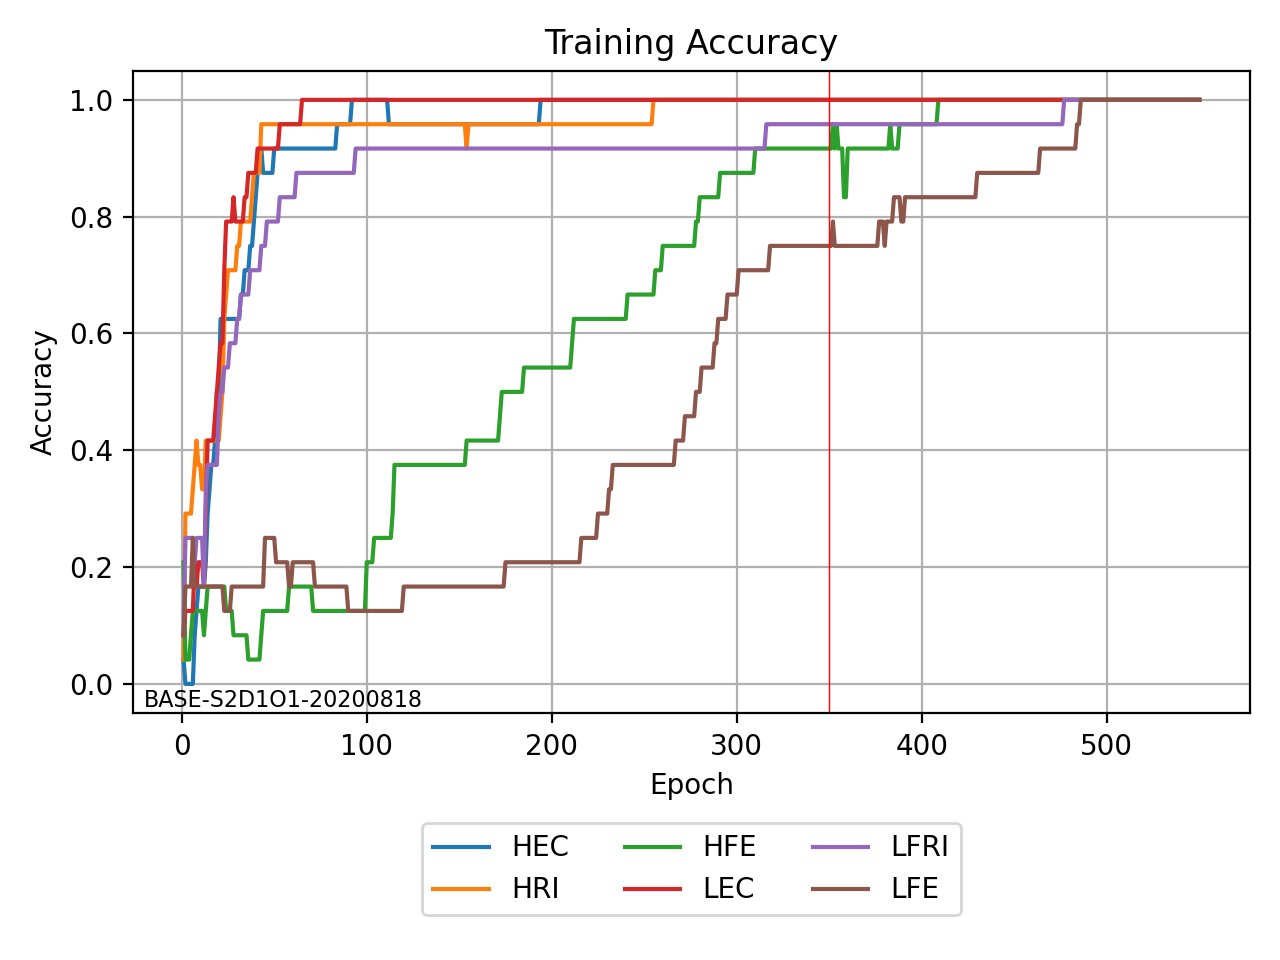 Training Accuracy
1.0
0.8
0.6
0.4
0.2
0.0
Accuracy
BASE-S2D1O1-20200818
0 100 200 300 400 500
Epoch
HEC HFE LFRI
HRI LEC LFE